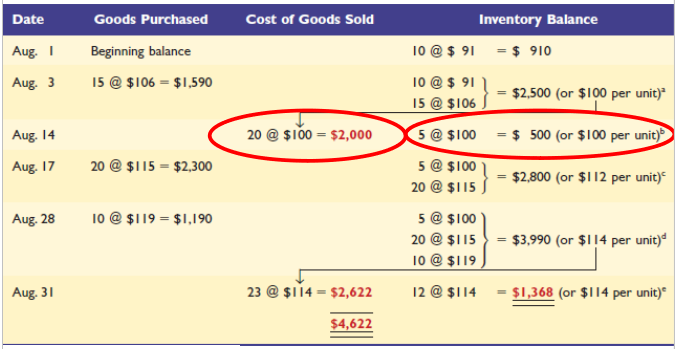 Date Goods Purchased Cost of Goods Sold Inventory Balance
Aug. 1 Beginning balance 10 @ $ 91 = $ 910
Aug. 3 15 @ $106 = $1,590 10 @ $ 91
15 @ $106 = $2,500 (or $100 per unit)ᵃ
Aug. 14 20 @ $100 = $2,000 5 @ $100 = $ 500 (or $100 per unit)ᵇ
Aug. 17 20 @ $115 = $2,300 5 @ $100
20 @ $115 = $2,800 (or $112 per unit)ᶜ
Aug. 28 10 @ $119 = $1,190 5 @ $100
20 @ $115 = $3,990 (or $114 per unit)ᵈ
10 @ $119
Aug. 31 23 @ $114 = $2,622 12 @ $114 = $1,368 (or $114 per unit)ᵉ
$4,622